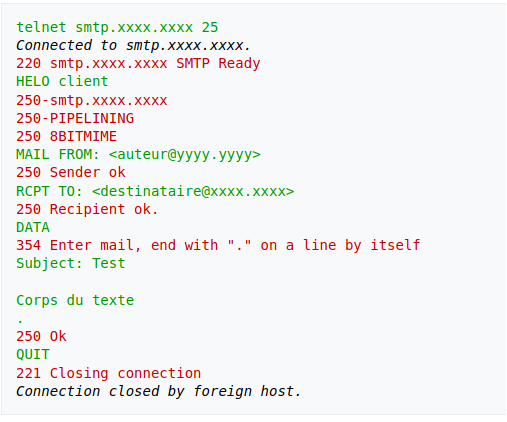 telnet smtp.xxxx.xxxx 25
Connected to smtp.xxxx.xxxx.
220 smtp.xxxx.xxxx SMTP Ready
HELO client
250-smtp.xxxx.xxxx
250-PIPELINING
250 8BITMIME
MAIL FROM: <auteur@yyyy.yyyy>
250 Sender ok
RCPT TO: <destinataire@xxxx.xxxx>
250 Recipient ok.
DATA
354 Enter mail, end with "." on a line by itself
Subject: Test

Corps du texte
.
250 Ok
QUIT
221 Closing connection
Connection closed by foreign host.